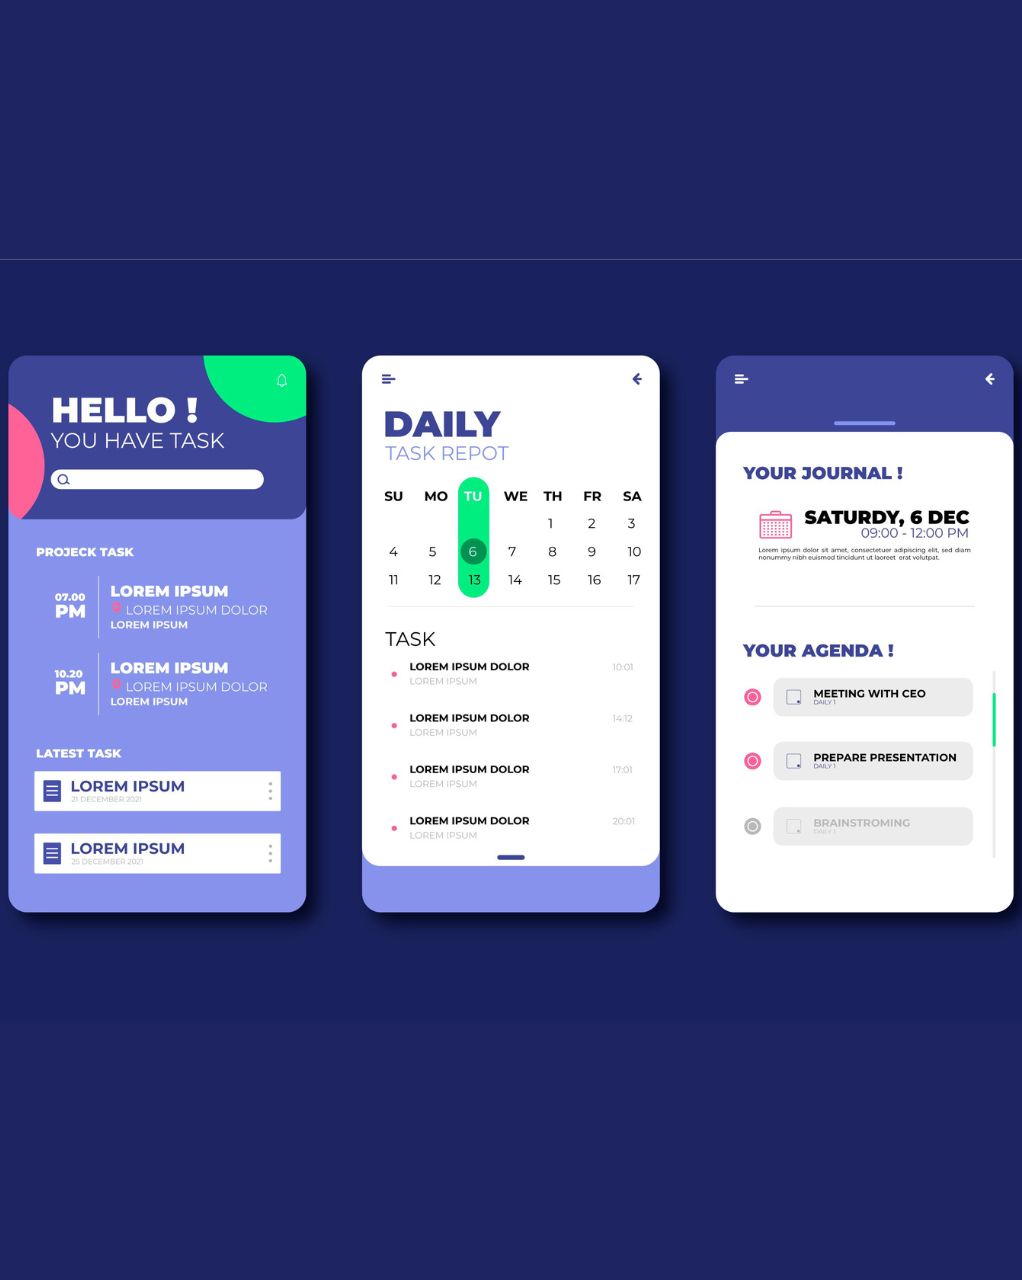 HELLO !
YOU HAVE TASK
PROJECK TASK
07.00
PM
LOREM IPSUM
LOREM IPSUM DOLOR
LOREM IPSUM
10.20
PM
LOREM IPSUM
LOREM IPSUM DOLOR
LOREM IPSUM
LATEST TASK
LOREM IPSUM
21 DECEMBER 2021
LOREM IPSUM
25 DECEMBER 2021
DAILY
TASK REPOT
SU MO TU WE TH FR SA
1 2 3
4 5 6 7 8 9 10
11 12 13 14 15 16 17
TASK
LOREM IPSUM DOLOR 10:01
LOREM IPSUM
LOREM IPSUM DOLOR 14:12
LOREM IPSUM
LOREM IPSUM DOLOR 17:01
LOREM IPSUM
LOREM IPSUM DOLOR 20:01
LOREM IPSUM
YOUR JOURNAL !
SATURDY, 6 DEC
09:00 - 12:00 PM
Lorem ipsum dolor sit amet, consectetuer adipiscing elit, sed diam
nonummy nibh euismod tincidunt ut laoreet erat volutpat.
YOUR AGENDA !
MEETING WITH CEO
DAILY 1
PREPARE PRESENTATION
DAILY 1
BRAINSTROMING
DAILY 1